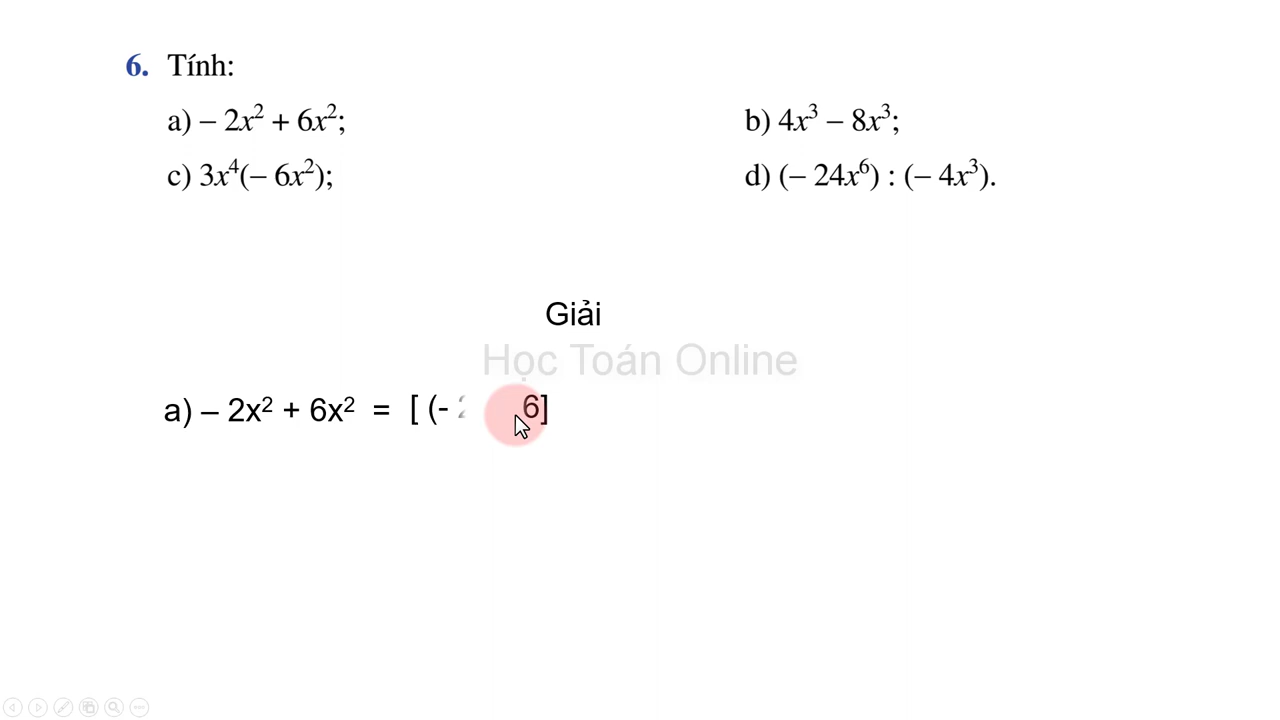 6. Tính:
a) – 2x² + 6x²;
b) 4x³ – 8x³;
c) 3x⁴(– 6x²);
d) (– 24x⁶) : (– 4x³).
Giải
Học Toán Online
a) – 2x² + 6x² = [ (- 6]